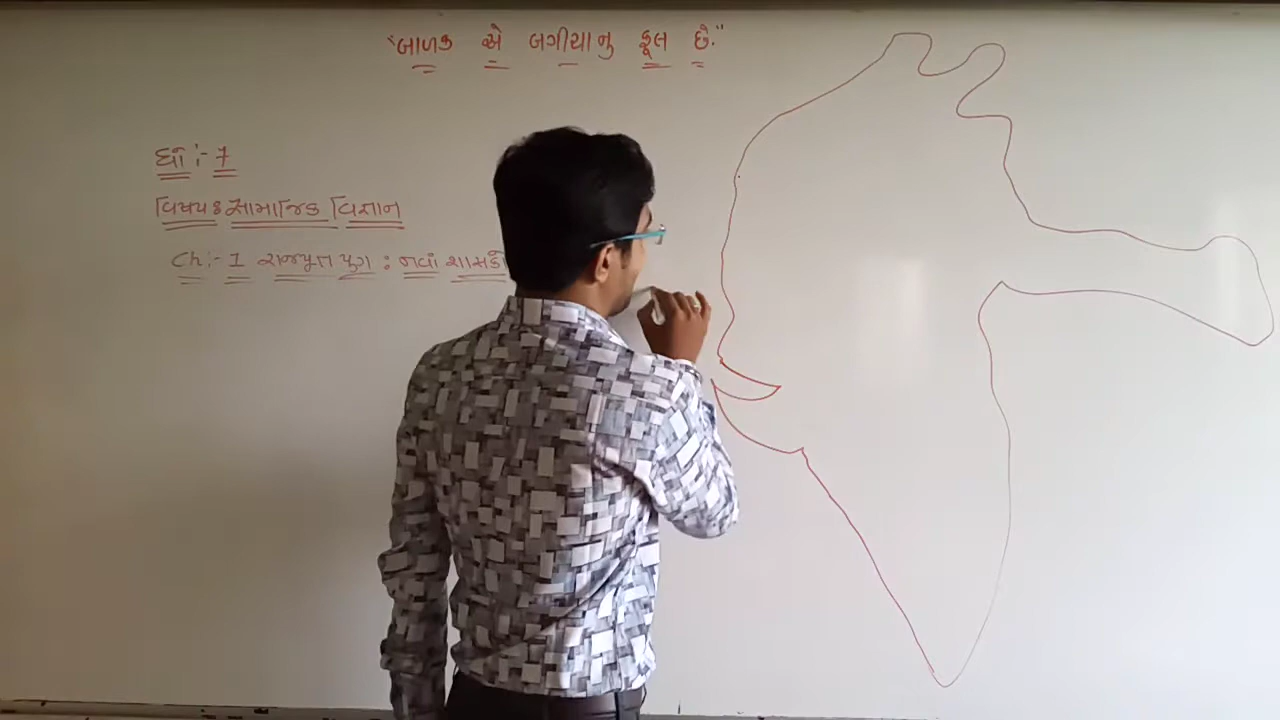 "બાળક એ બગીચાનુ ફૂલ છે."
ધો :- 7
વિષય : સામાજિક વિજ્ઞાન
Ch :- 1 રાજપૂત યુગ : નવાં શાસકો